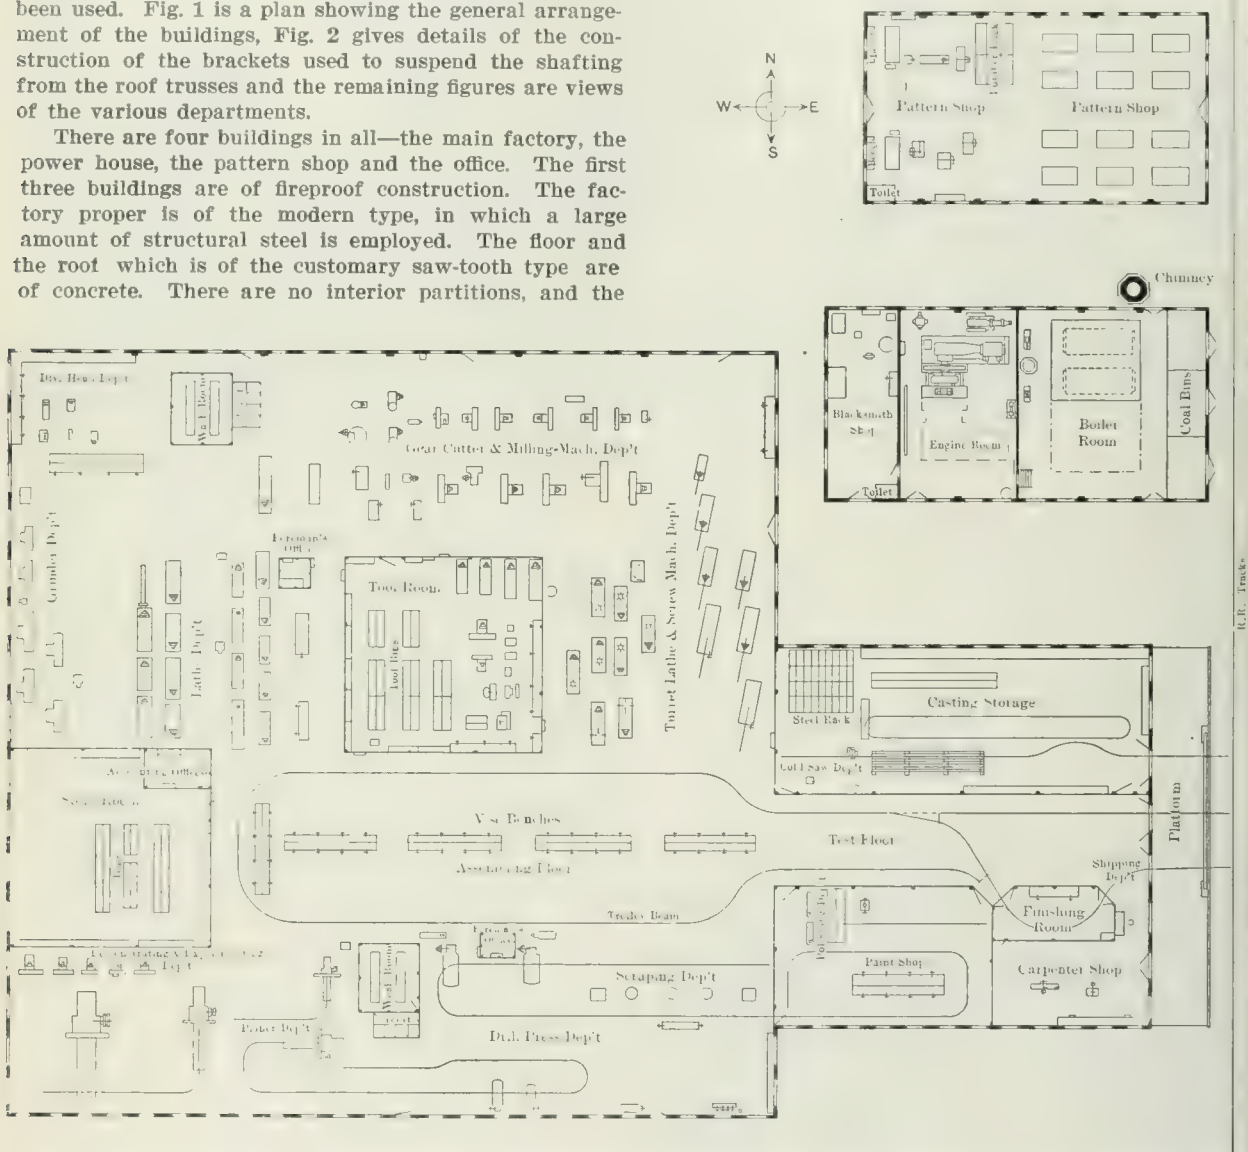 been used. Fig. 1 is a plan showing the general arrange-
ment of the buildings, Fig. 2 gives details of the con-
struction of the brackets used to suspend the shafting
from the roof trusses and the remaining figures are views
of the various departments.
There are four buildings in all—the main factory, the
power house, the pattern shop and the office. The first
three buildings are of fireproof construction. The fac-
tory proper is of the modern type, in which a large
amount of structural steel is employed. The floor and
the roof which is of the customary saw-tooth type are
of concrete. There are no interior partitions, and the
N
W E
S
Pattern Shop
Pattern Shop
Toilet
Chimney
Blacksmith
Shop
Engine Room
Boiler
Room
Coal Bins
Toilet
R.R. Tracks
Wash Room
Gear Cutter & Milling-Mach. Dep't
Grinder Dep't
Foreman's
Office
Tool Room
Tool Bins
Lathe Dep't
Turret Lathe & Screw Mach. Dep't
Steel Rack
Casting Storage
Cold Saw Dep't
Platform
Vise Benches
Assembling Floor
Test Floor
Shipping
Dep't
Finishing
Room
Trolley Beam
Dep't
Wash Room
Scraping Dep't
Paint Shop
Carpenter Shop
Planer Dep't
Drill Press Dep't